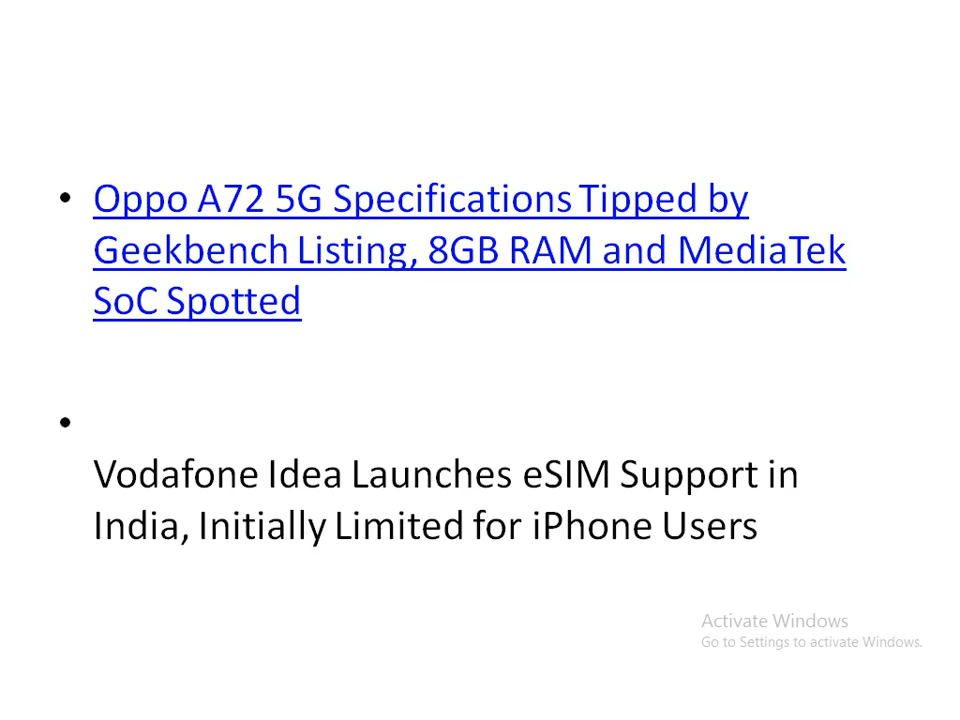 • Oppo A72 5G Specifications Tipped by
Geekbench Listing, 8GB RAM and MediaTek
SoC Spotted
•
Vodafone Idea Launches eSIM Support in
India, Initially Limited for iPhone Users
Activate Windows
Go to Settings to activate Windows.